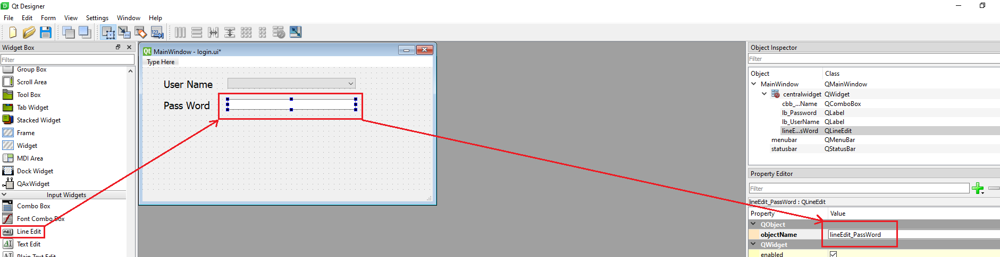 Qt Designer
File Edit Form View Settings Window Help
Widget Box
Filter
Group Box
Scroll Area
Tool Box
Tab Widget
Stacked Widget
Frame
Widget
MDI Area
Dock Widget
QAxWidget
Input Widgets
Combo Box
Font Combo Box
Line Edit
Text Edit
Plain Text Edit
MainWindow - login.ui*
Type Here
User Name
Pass Word
Object Inspector
Filter
Object Class
MainWindow QMainWindow
centralwidget QWidget
cbb_...Name QComboBox
lb_Password QLabel
lb_UserName QLabel
lineE...sWord QLineEdit
menubar QMenuBar
statusbar QStatusBar
Property Editor
Filter
lineEdit_PassWord : QLineEdit
Property Value
QObject
objectName lineEdit_PassWord
QWidget
enabled